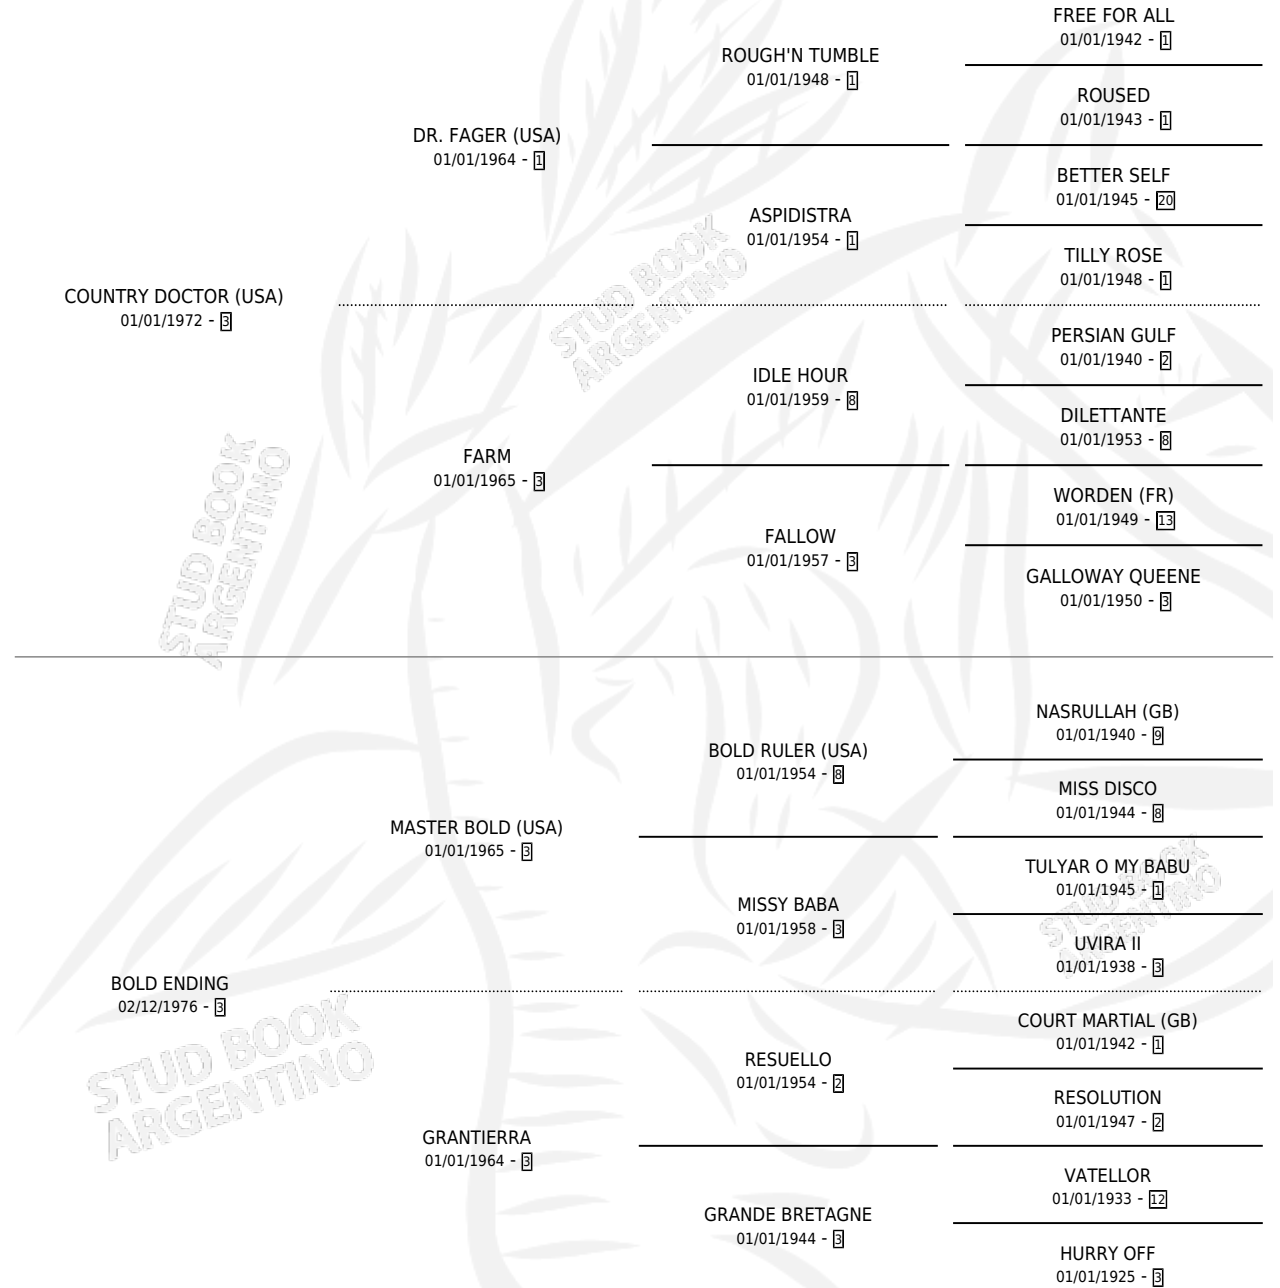 FREE FOR ALL
01/01/1942 - 1
ROUGH'N TUMBLE
01/01/1948 - 1
ROUSED
01/01/1943 - 1
DR. FAGER (USA)
01/01/1964 - 1
BETTER SELF
01/01/1945 - 20
ASPIDISTRA
01/01/1954 - 1
TILLY ROSE
01/01/1948 - 1
COUNTRY DOCTOR (USA)
01/01/1972 - 3
PERSIAN GULF
01/01/1940 - 2
IDLE HOUR
01/01/1959 - 8
DILETTANTE
01/01/1953 - 8
FARM
01/01/1965 - 3
WORDEN (FR)
01/01/1949 - 13
FALLOW
01/01/1957 - 3
GALLOWAY QUEENE
01/01/1950 - 3
STUD BOOK
ARGENTINO
STUD BOOK
ARGENTINO
NASRULLAH (GB)
01/01/1940 - 9
BOLD RULER (USA)
01/01/1954 - 8
MISS DISCO
01/01/1944 - 8
MASTER BOLD (USA)
01/01/1965 - 3
TULYAR O MY BABU
01/01/1945 - 1
MISSY BABA
01/01/1958 - 3
UVIRA II
01/01/1938 - 3
BOLD ENDING
02/12/1976 - 3
COURT MARTIAL (GB)
01/01/1942 - 1
RESUELLO
01/01/1954 - 2
RESOLUTION
01/01/1947 - 2
GRANTIERRA
01/01/1964 - 3
VATELLOR
01/01/1933 - 12
GRANDE BRETAGNE
01/01/1944 - 3
HURRY OFF
01/01/1925 - 3
STUD BOOK
ARGENTINO
STUD BOOK
ARGENTINO